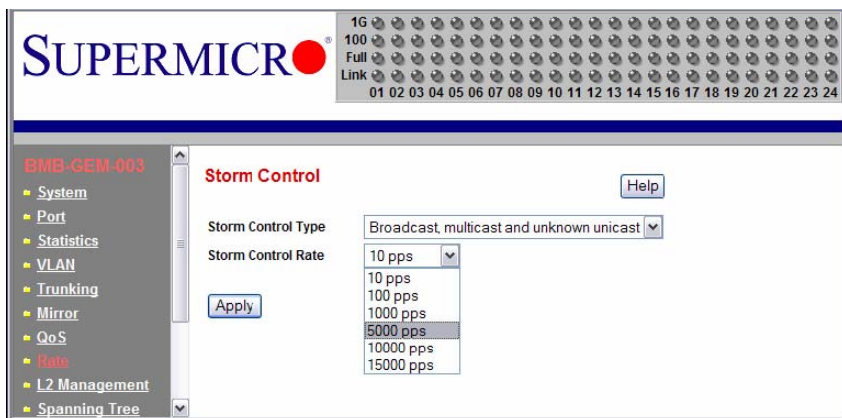 SUPERMICRO®
1G
100
Full
Link
01 02 03 04 05 06 07 08 09 10 11 12 13 14 15 16 17 18 19 20 21 22 23 24
BMB-GEM-003
System
Port
Statistics
VLAN
Trunking
Mirror
QoS
Rate
L2 Management
Spanning Tree
Storm Control
Help
Storm Control Type
Broadcast, multicast and unknown unicast
Storm Control Rate
10 pps
10 pps
100 pps
1000 pps
5000 pps
10000 pps
15000 pps
Apply